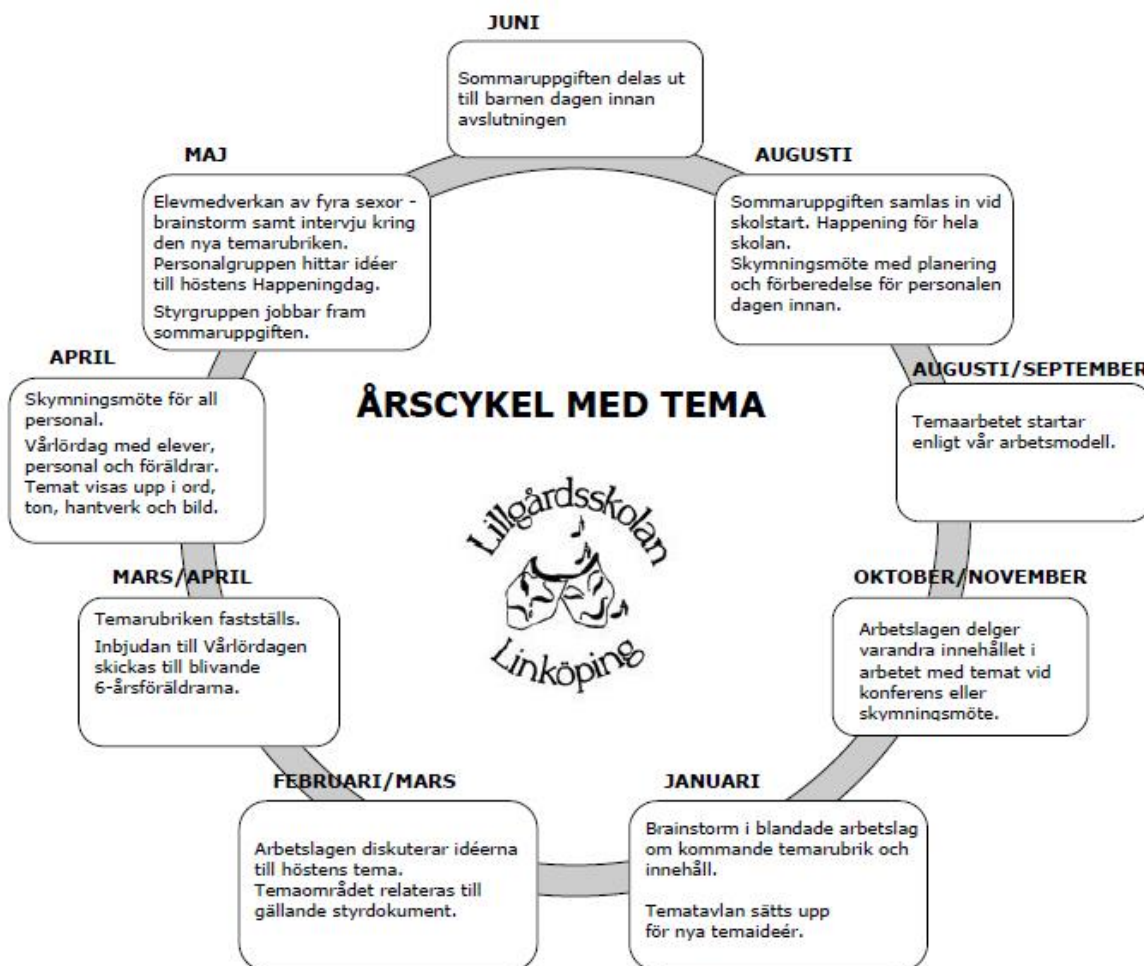 JUNI
Sommaruppgiften delas ut
till barnen dagen innan
avslutningen
AUGUSTI
Sommaruppgiften samlas in vid
skolstart. Happening för hela
skolan.
Skymningsmöte med planering
och förberedelse för personalen
dagen innan.
AUGUSTI/SEPTEMBER
Temaarbetet startar
enligt vår arbetsmodell.
OKTOBER/NOVEMBER
Arbetslagen delger
varandra innehållet i
arbetet med temat vid
konferens eller
skymningsmöte.
JANUARI
Brainstorm i blandade arbetslag
om kommande temarubrik och
innehåll.
Tematavlan sätts upp
för nya temaideér.
FEBRUARI/MARS
Arbetslagen diskuterar idéerna
till höstens tema.
Temaområdet relateras till
gällande styrdokument.
MARS/APRIL
Temarubriken fastställs.
Inbjudan till Vårlördagen
skickas till blivande
6-årsföräldrarna.
APRIL
Skymningsmöte för all
personal.
Vårlördag med elever,
personal och föräldrar.
Temat visas upp i ord,
ton, hantverk och bild.
MAJ
Elevmedverkan av fyra sexor -
brainstorm samt intervju kring
den nya temarubriken.
Personalgruppen hittar idéer
till höstens Happeningdag.
Styrgruppen jobbar fram
sommaruppgiften.
ÅRSCYKEL MED TEMA
Lillgårdsskolan
Linköping